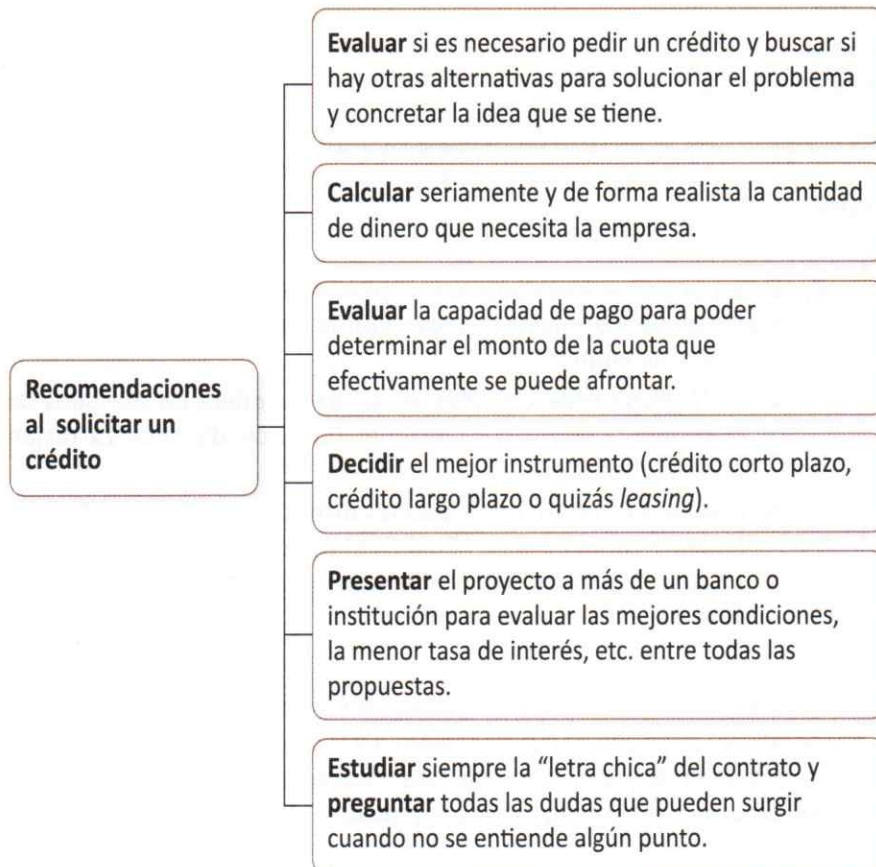 Evaluar si es necesario pedir un crédito y buscar si
hay otras alternativas para solucionar el problema
y concretar la idea que se tiene.
Calcular seriamente y de forma realista la cantidad
de dinero que necesita la empresa.
Evaluar la capacidad de pago para poder
determinar el monto de la cuota que
efectivamente se puede afrontar.
Recomendaciones
al solicitar un
crédito
Decidir el mejor instrumento (crédito corto plazo,
crédito largo plazo o quizás leasing).
Presentar el proyecto a más de un banco o
institución para evaluar las mejores condiciones,
la menor tasa de interés, etc. entre todas las
propuestas.
Estudiar siempre la “letra chica” del contrato y
preguntar todas las dudas que pueden surgir
cuando no se entiende algún punto.